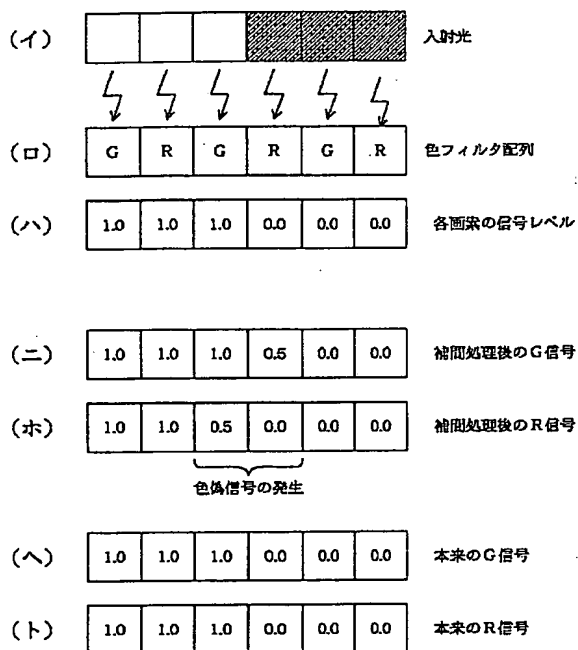 (イ) 入射光
(ロ) G R G R G R 色フィルタ配列
(ハ) 1.0 1.0 1.0 0.0 0.0 0.0 各画素の信号レベル
(ニ) 1.0 1.0 1.0 0.5 0.0 0.0 補間処理後のG信号
(ホ) 1.0 1.0 0.5 0.0 0.0 0.0 補間処理後のR信号
色偽信号の発生
(ヘ) 1.0 1.0 1.0 0.0 0.0 0.0 本来のG信号
(ト) 1.0 1.0 1.0 0.0 0.0 0.0 本来のR信号